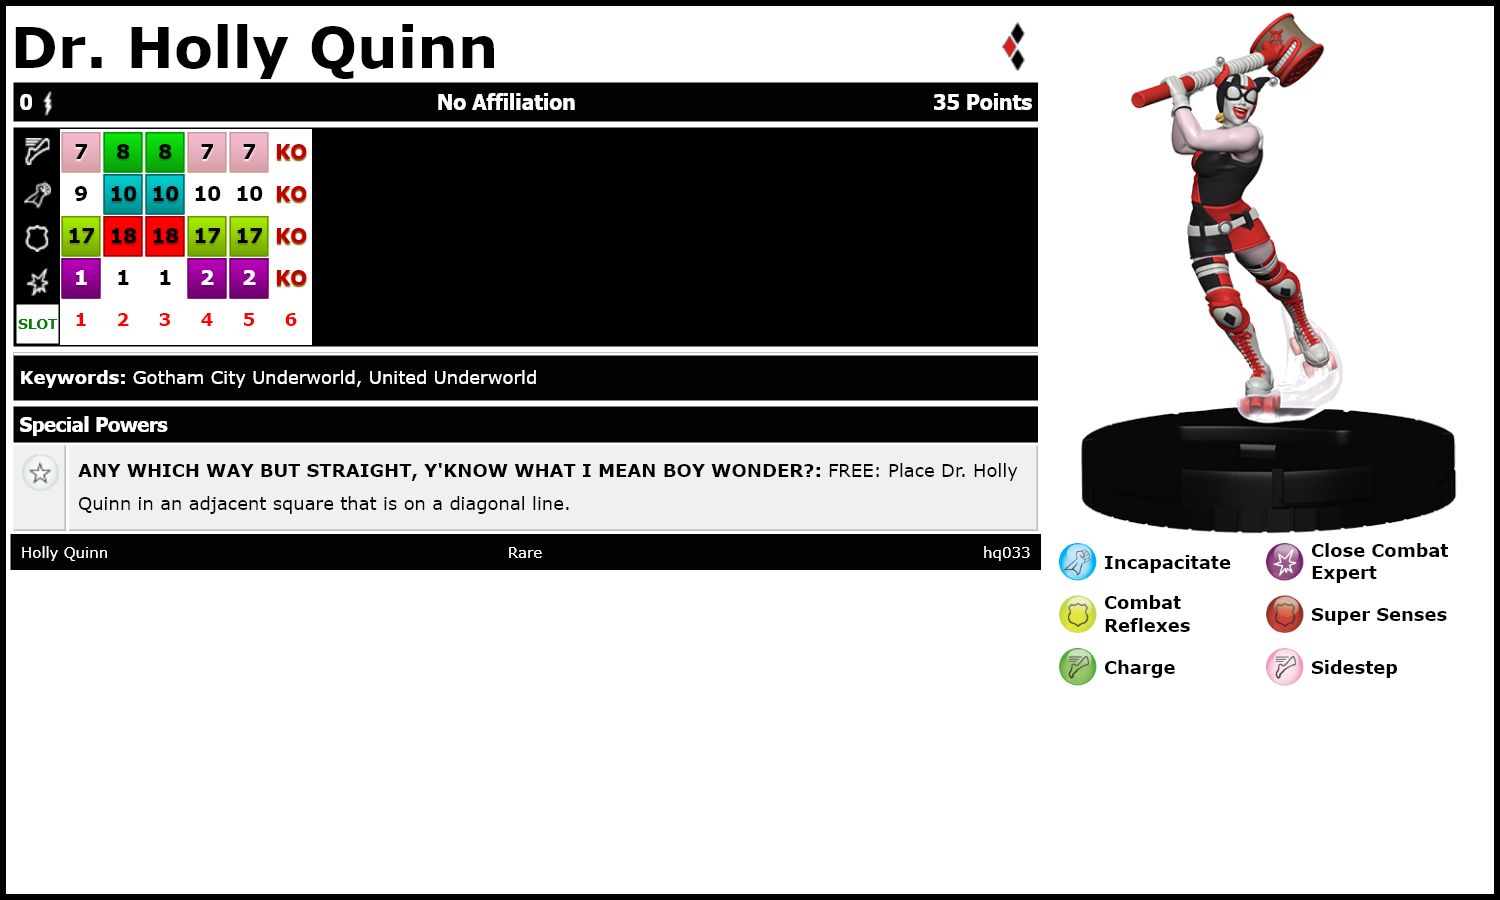 Dr. Holly Quinn
0 No Affiliation 35 Points
7 8 8 7 7 KO
9 10 10 10 10 KO
17 18 18 17 17 KO
1 1 1 2 2 KO
SLOT 1 2 3 4 5 6
Keywords: Gotham City Underworld, United Underworld
Special Powers
ANY WHICH WAY BUT STRAIGHT, Y'KNOW WHAT I MEAN BOY WONDER?: FREE: Place Dr. Holly
Quinn in an adjacent square that is on a diagonal line.
Holly Quinn Rare hq033
Incapacitate
Close Combat
Expert
Combat
Reflexes
Super Senses
Charge
Sidestep